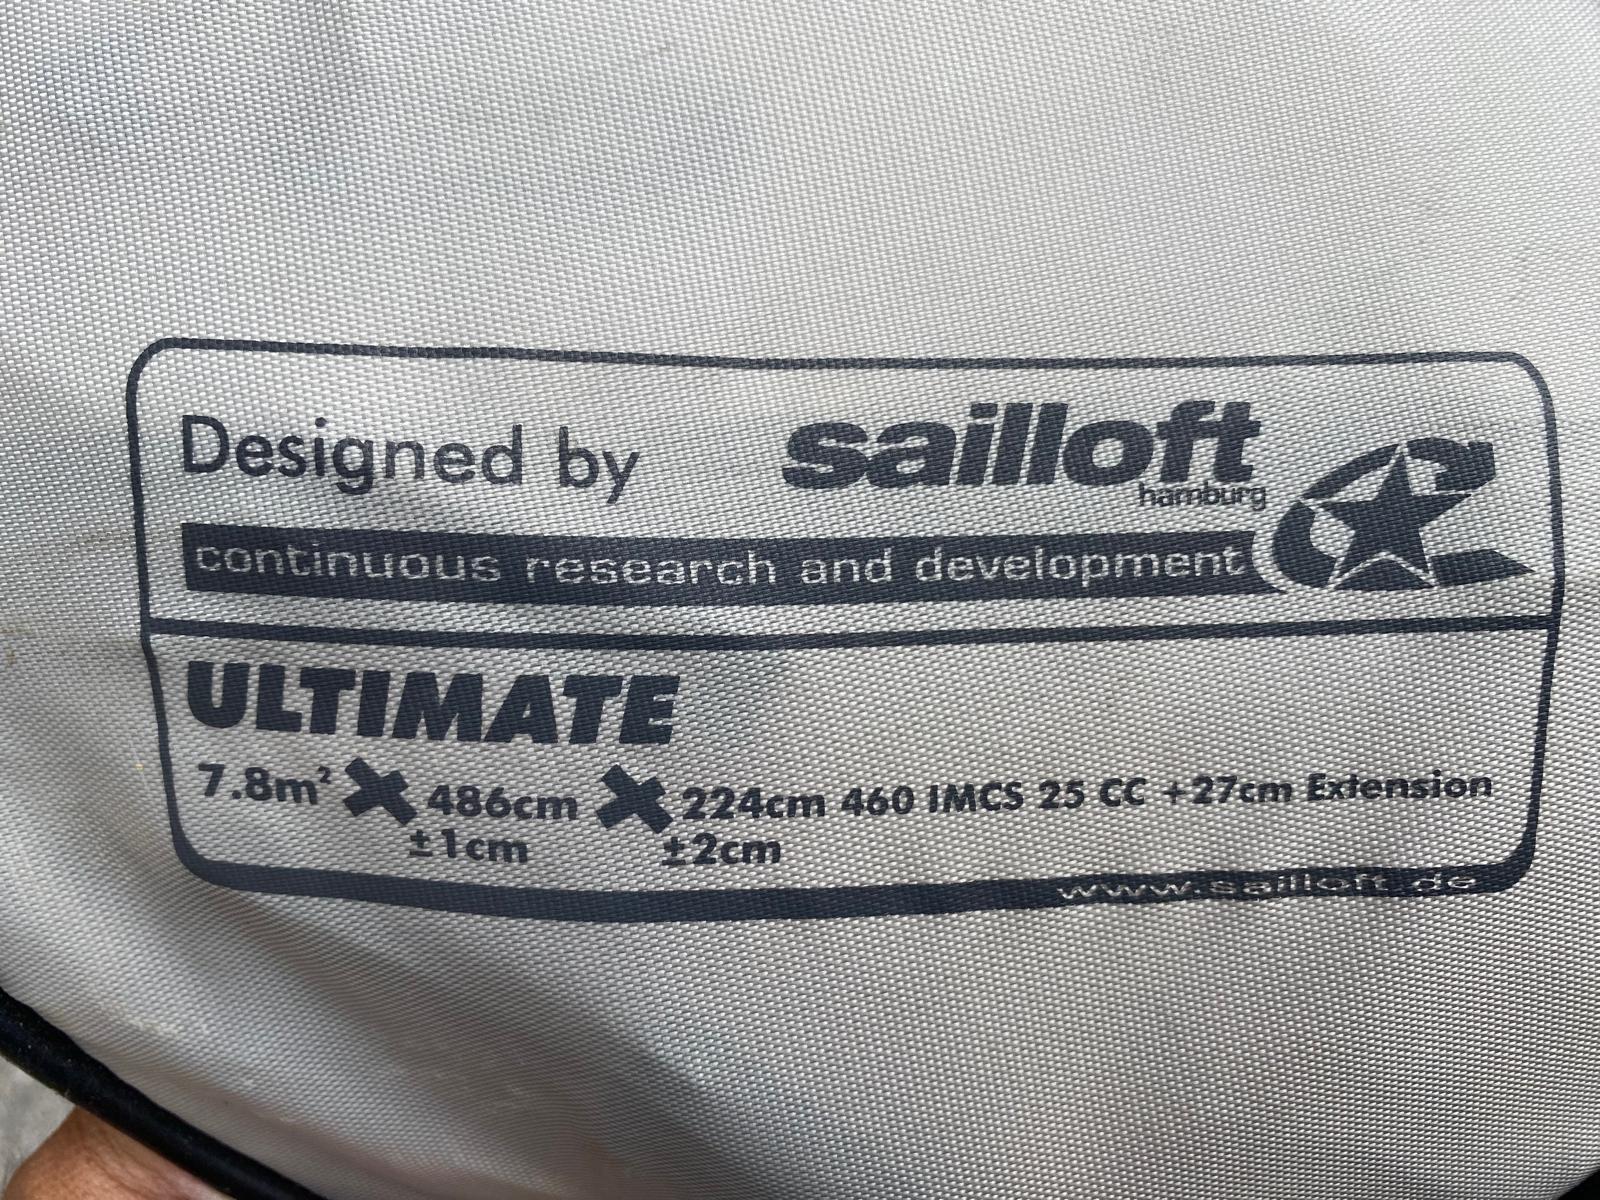 Designed by sailloft
hamburg
continuous research and development
ULTIMATE
7.8m² ✖ 486cm ✖ 224cm 460 IMCS 25 CC +27cm Extension
±1cm ±2cm
www.sailloft.de